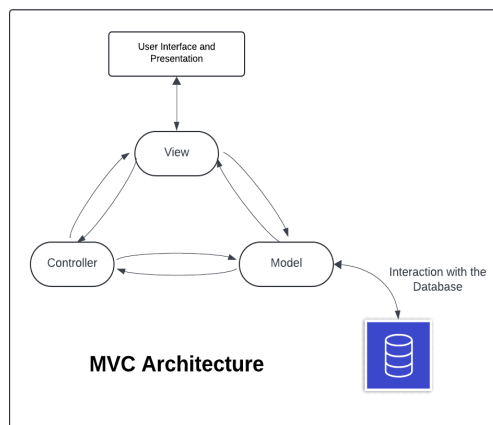 User Interface and
Presentation
View
Controller
Model
Interaction with the
Database
MVC Architecture